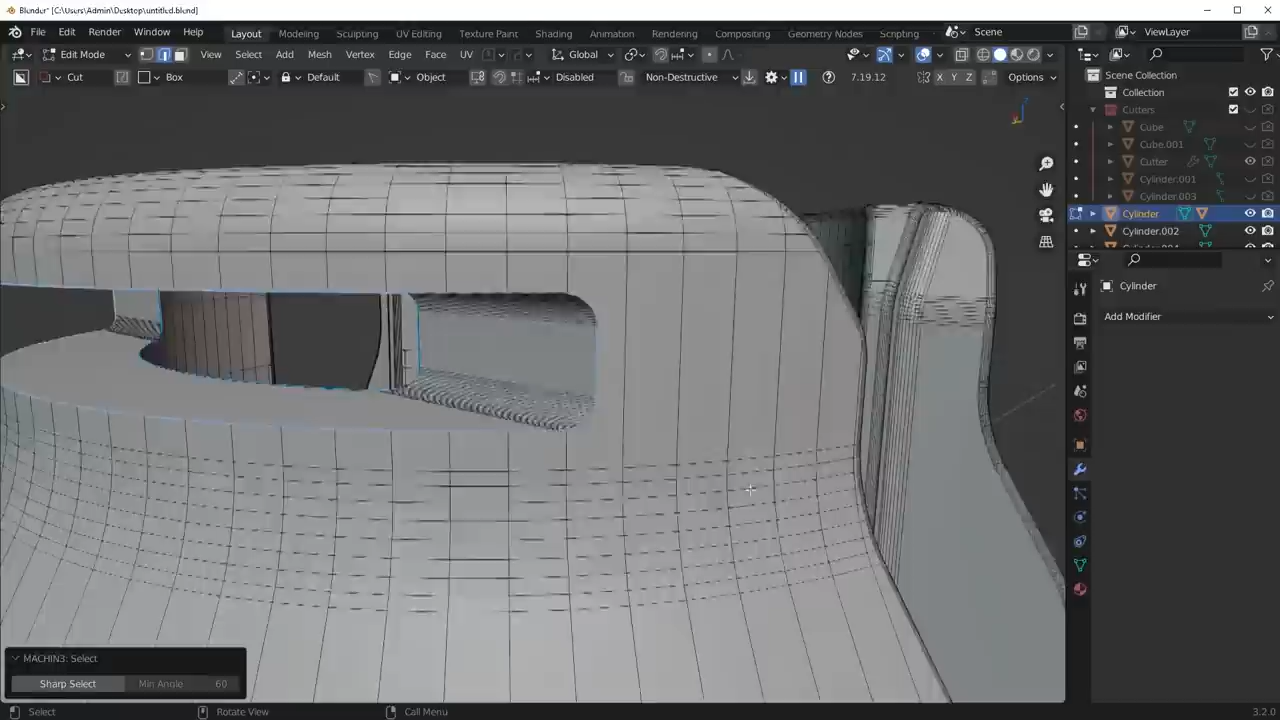 Blender* [C:\Users\Admin\Desktop\untitled.blend]
File Edit Render Window Help Layout Modeling Sculpting UV Editing Texture Paint Shading Animation Rendering Compositing Geometry Nodes Scripting Scene ViewLayer
Edit Mode View Select Add Mesh Vertex Edge Face UV Global
Cut Box Default Object Disabled Non-Destructive 7.19.12 X Y Z Options
Scene Collection
Collection
Cutters
Cube
Cube.001
Cutter
Cylinder.001
Cylinder.003
Cylinder
Cylinder.002
Cylinder
Add Modifier
MACHIN3: Select
Sharp Select Min Angle 60
Select Rotate View Call Menu 3.2.0